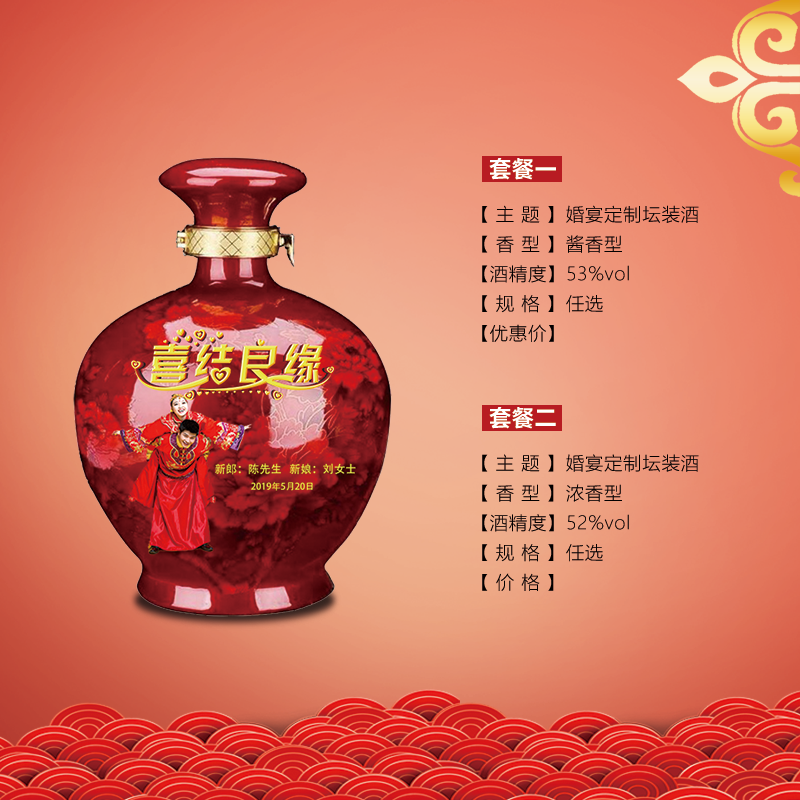 喜结良缘
新郎：陈先生 新娘：刘女士
2019年5月20日
套餐一
【 主 题 】婚宴定制坛装酒
【 香 型 】酱香型
【酒精度】53%vol
【 规 格 】任选
【优惠价】
套餐二
【 主 题 】婚宴定制坛装酒
【 香 型 】浓香型
【酒精度】52%vol
【 规 格 】任选
【 价 格 】